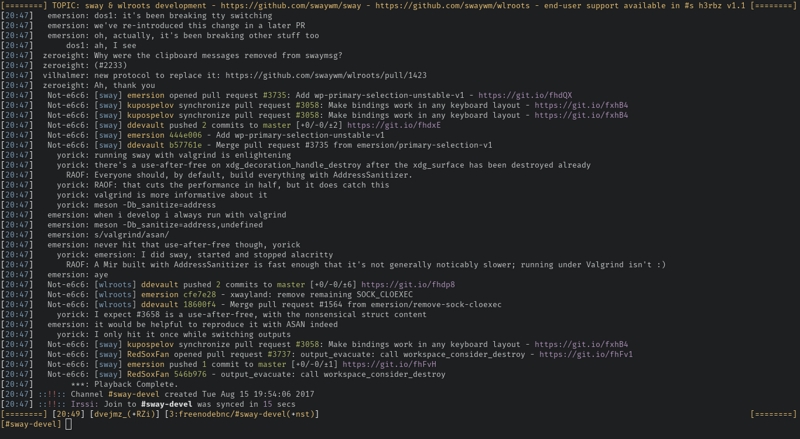 [========] TOPIC: sway & wlroots development - https://github.com/swaywm/sway - https://github.com/swaywm/wlroots - end-user support available in #s h3rbz v1.1 [========]
[20:47] emersion: dos1: it's been breaking tty switching
[20:47] emersion: we've re-introduced this change in a later PR
[20:47] emersion: oh, actually, it's been breaking other stuff too
[20:47] dos1: ah, I see
[20:47] zeroeight: Why were the clipboard messages removed from swaymsg?
[20:47] zeroeight: (#2233)
[20:47] vilhalmer: new protocol to replace it: https://github.com/swaywm/wlroots/pull/1423
[20:47] zeroeight: Ah, thank you
[20:47] Not-e6c6: [sway] emersion opened pull request #3735: Add wp-primary-selection-unstable-v1 - https://git.io/fhdQX
[20:47] Not-e6c6: [sway] kupospelov synchronize pull request #3058: Make bindings work in any keyboard layout - https://git.io/fxhB4
[20:47] Not-e6c6: [sway] kupospelov synchronize pull request #3058: Make bindings work in any keyboard layout - https://git.io/fxhB4
[20:47] Not-e6c6: [sway] ddevault pushed 2 commits to master [+0/-0/±2] https://git.io/fhdxE
[20:47] Not-e6c6: [sway] emersion 444e006 - Add wp-primary-selection-unstable-v1
[20:47] Not-e6c6: [sway] ddevault b57761e - Merge pull request #3735 from emersion/primary-selection-v1
[20:47] yorick: running sway with valgrind is enlightening
[20:47] yorick: there's a use-after-free on xdg_decoration_handle_destroy after the xdg_surface has been destroyed already
[20:47] RAOF: Everyone should, by default, build everything with AddressSanitizer.
[20:47] yorick: RAOF: that cuts the performance in half, but it does catch this
[20:47] yorick: valgrind is more informative about it
[20:47] yorick: meson -Db_sanitize=address
[20:47] emersion: when i develop i always run with valgrind
[20:47] emersion: meson -Db_sanitize=address,undefined
[20:47] emersion: s/valgrind/asan/
[20:47] emersion: never hit that use-after-free though, yorick
[20:47] yorick: emersion: I did sway, started and stopped alacritty
[20:47] RAOF: A Mir built with AddressSanitizer is fast enough that it's not generally noticably slower; running under Valgrind isn't :)
[20:47] emersion: aye
[20:47] Not-e6c6: [wlroots] ddevault pushed 2 commits to master [+0/-0/±6] https://git.io/fhdp8
[20:47] Not-e6c6: [wlroots] emersion cfe7e28 - xwayland: remove remaining SOCK_CLOEXEC
[20:47] Not-e6c6: [wlroots] ddevault 18600f4 - Merge pull request #1564 from emersion/remove-sock-cloexec
[20:47] yorick: I expect #3658 is a use-after-free, with the nonsensical struct content
[20:47] emersion: it would be helpful to reproduce it with ASAN indeed
[20:47] yorick: I only hit it once while switching outputs
[20:47] Not-e6c6: [sway] kupospelov synchronize pull request #3058: Make bindings work in any keyboard layout - https://git.io/fxhB4
[20:47] Not-e6c6: [sway] RedSoxFan opened pull request #3737: output_evacuate: call workspace_consider_destroy - https://git.io/fhFv1
[20:47] Not-e6c6: [sway] emersion pushed 1 commit to master [+0/-0/±1] https://git.io/fhFvH
[20:47] Not-e6c6: [sway] RedSoxFan 546b976 - output_evacuate: call workspace_consider_destroy
[20:47] ***: Playback Complete.
[20:47] ::!!:: Channel #sway-devel created Tue Aug 15 19:54:06 2017
[20:47] ::!!:: Irssi: Join to #sway-devel was synced in 15 secs
[========] [20:49] [dvejmz_(•RZi)] [3:freenodebnc/#sway-devel(•nst)] [========]
[#sway-devel]